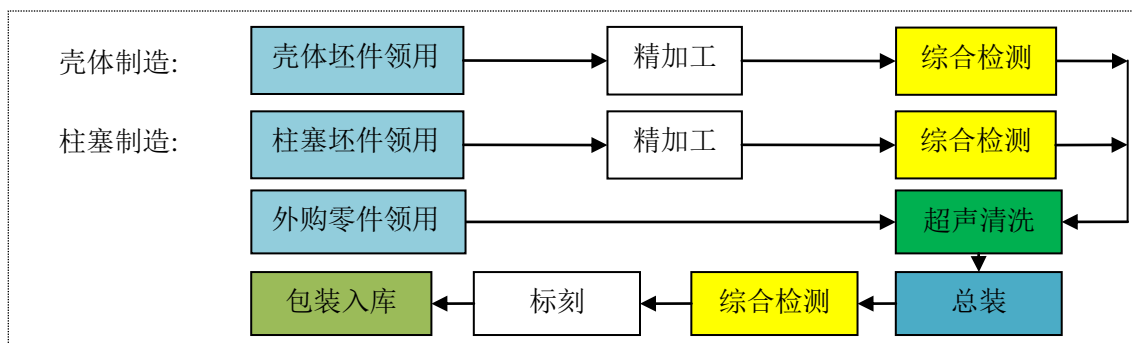 壳体制造: 壳体坯件领用 精加工 综合检测
柱塞制造: 柱塞坯件领用 精加工 综合检测
外购零件领用 超声清洗
包装入库 标刻 综合检测 总装